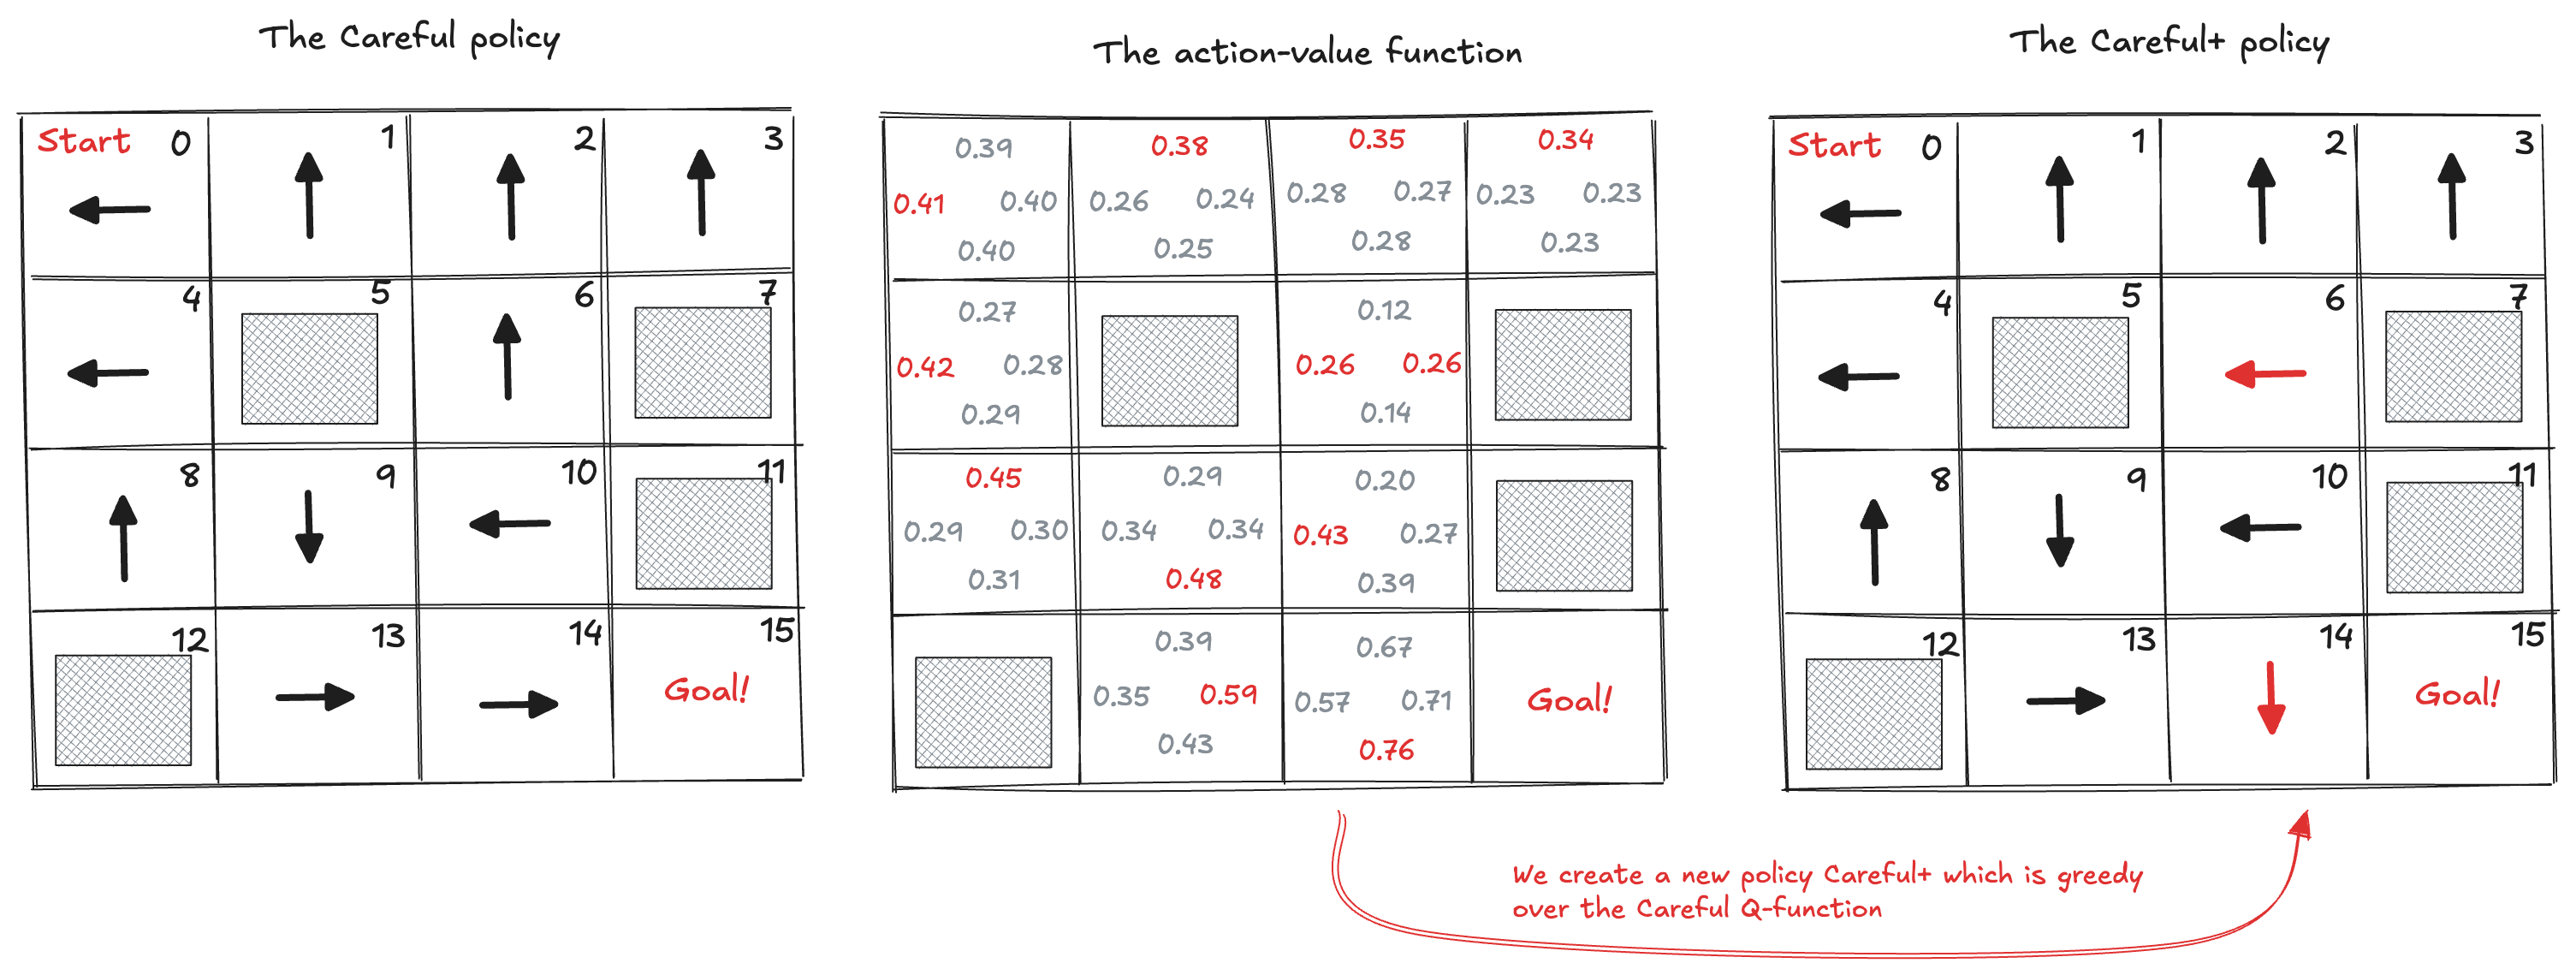 The Careful policy
Start 0 1 2 3
4 5 6 7
8 9 10 11
12 13 14 15
Goal!
The action-value function
0.39 0.38 0.35 0.34
0.41 0.40 0.26 0.24 0.28 0.27 0.23 0.23
0.40 0.25 0.28 0.23
0.27 0.12
0.42 0.28 0.26 0.26
0.29 0.14
0.45 0.29 0.20
0.29 0.30 0.34 0.34 0.43 0.27
0.31 0.48 0.39
0.39 0.67
0.35 0.59 0.57 0.71 Goal!
0.43 0.76
The Careful+ policy
Start 0 1 2 3
4 5 6 7
8 9 10 11
12 13 14 15
Goal!
We create a new policy Careful+ which is greedy
over the Careful Q-function